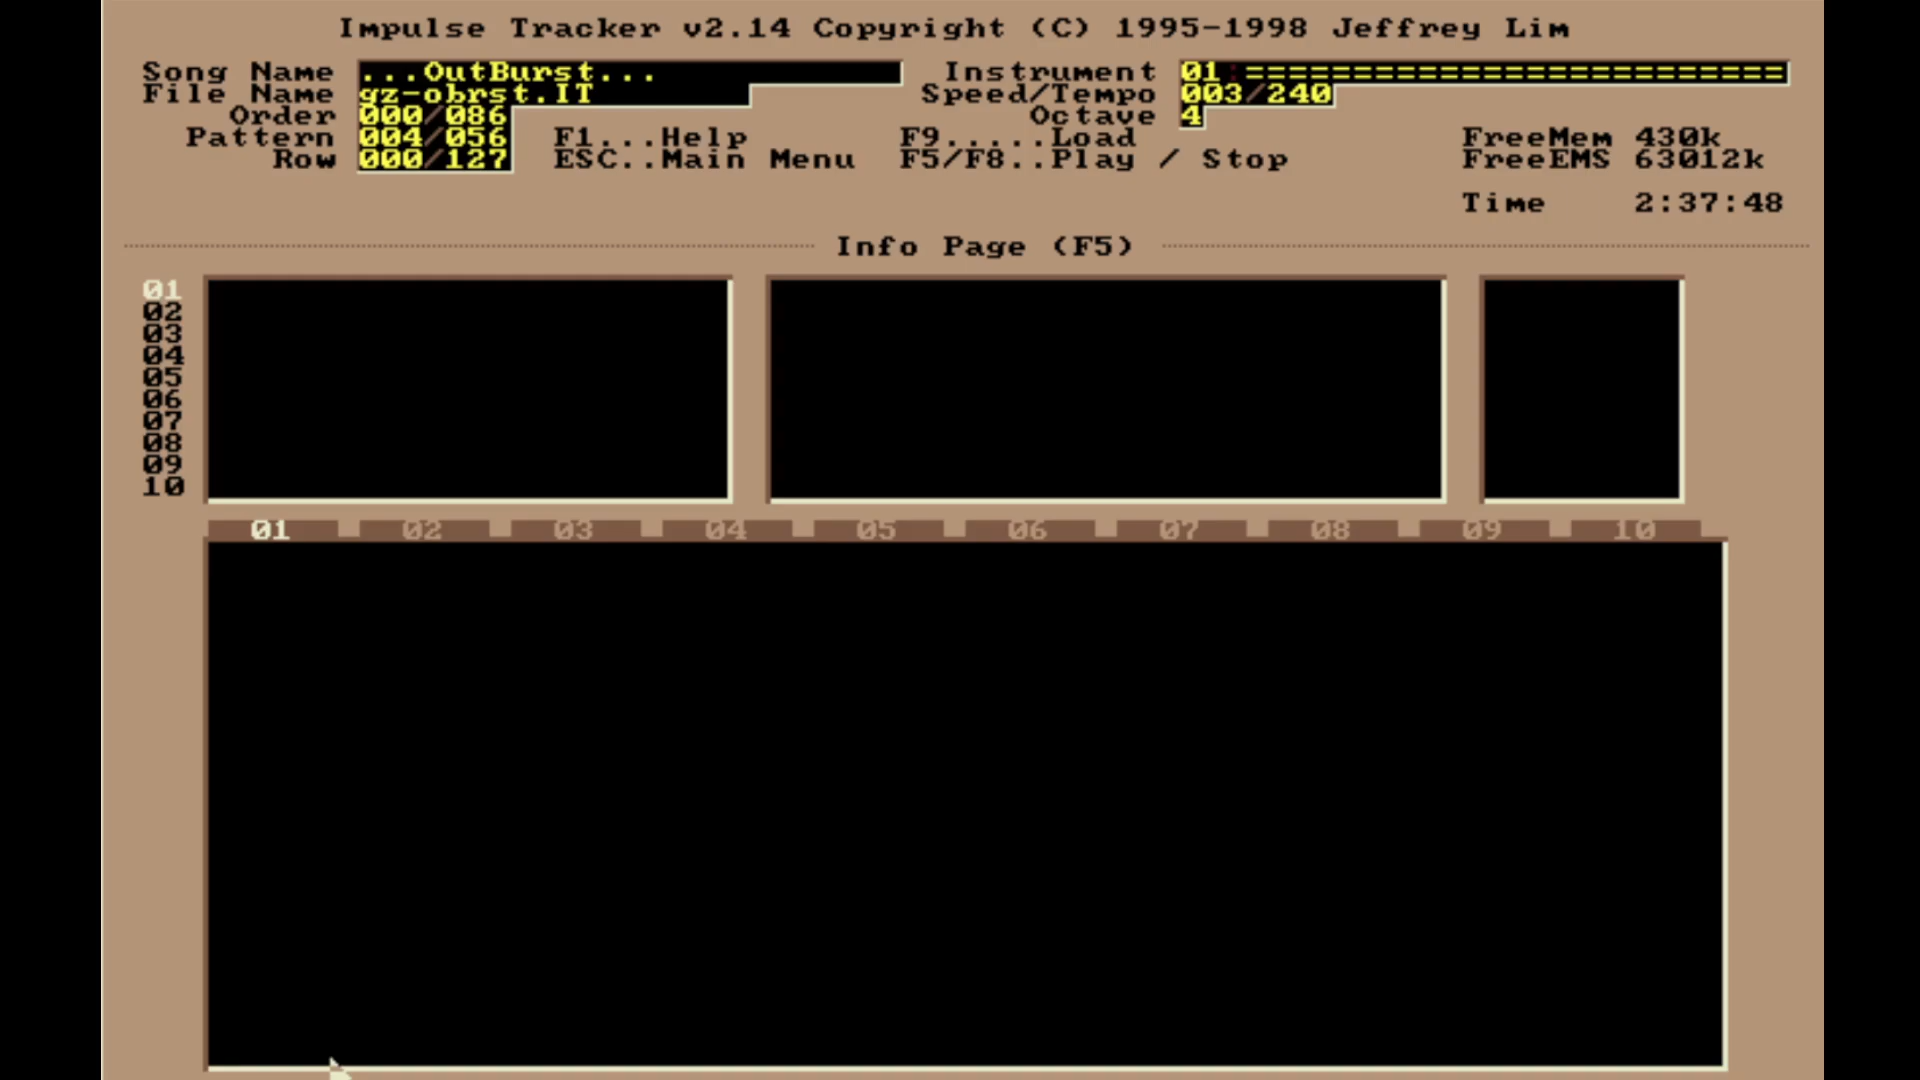 Impulse Tracker v2.14 Copyright (C) 1995-1998 Jeffrey Lim
Song Name ...OutBurst... Instrument 01:=========================
File Name gz-obrst.IT Speed/Tempo 003/240
Order 000/086 Octave 4
Pattern 004/056 F1...Help F9.....Load FreeMem 430k
Row 000/127 ESC..Main Menu F5/F8..Play / Stop FreeEMS 63012k
Time 2:37:48
Info Page (F5)
01
02
03
04
05
06
07
08
09
10
01 02 03 04 05 06 07 08 09 10